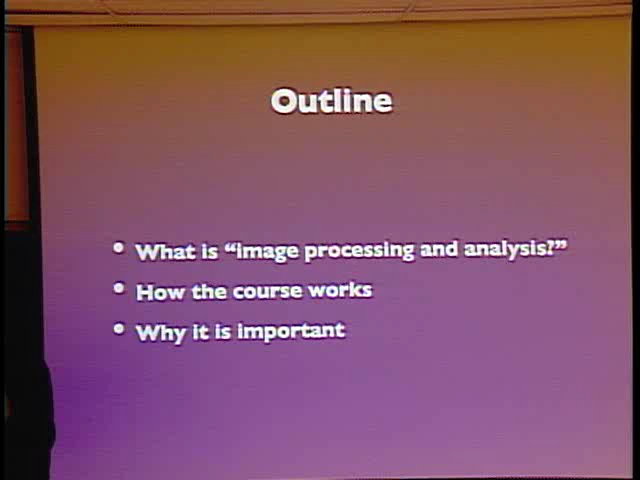 Outline
• What is “image processing and analysis?”
• How the course works
• Why it is important